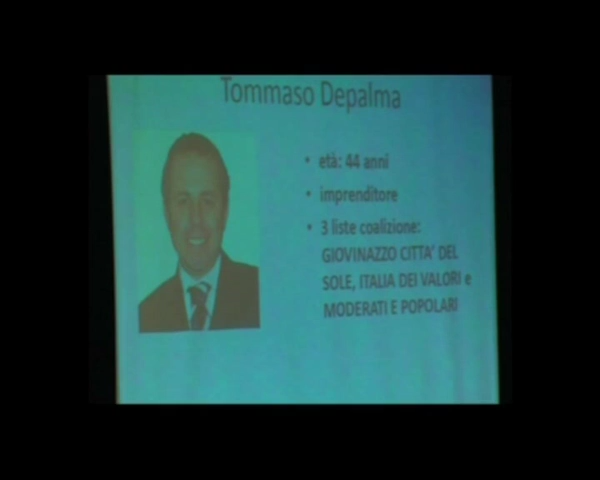 Tommaso Depalma
• età: 44 anni
• imprenditore
• 3 liste coalizione:
GIOVINAZZO CITTA' DEL
SOLE, ITALIA DEI VALORI e
MODERATI E POPOLARI